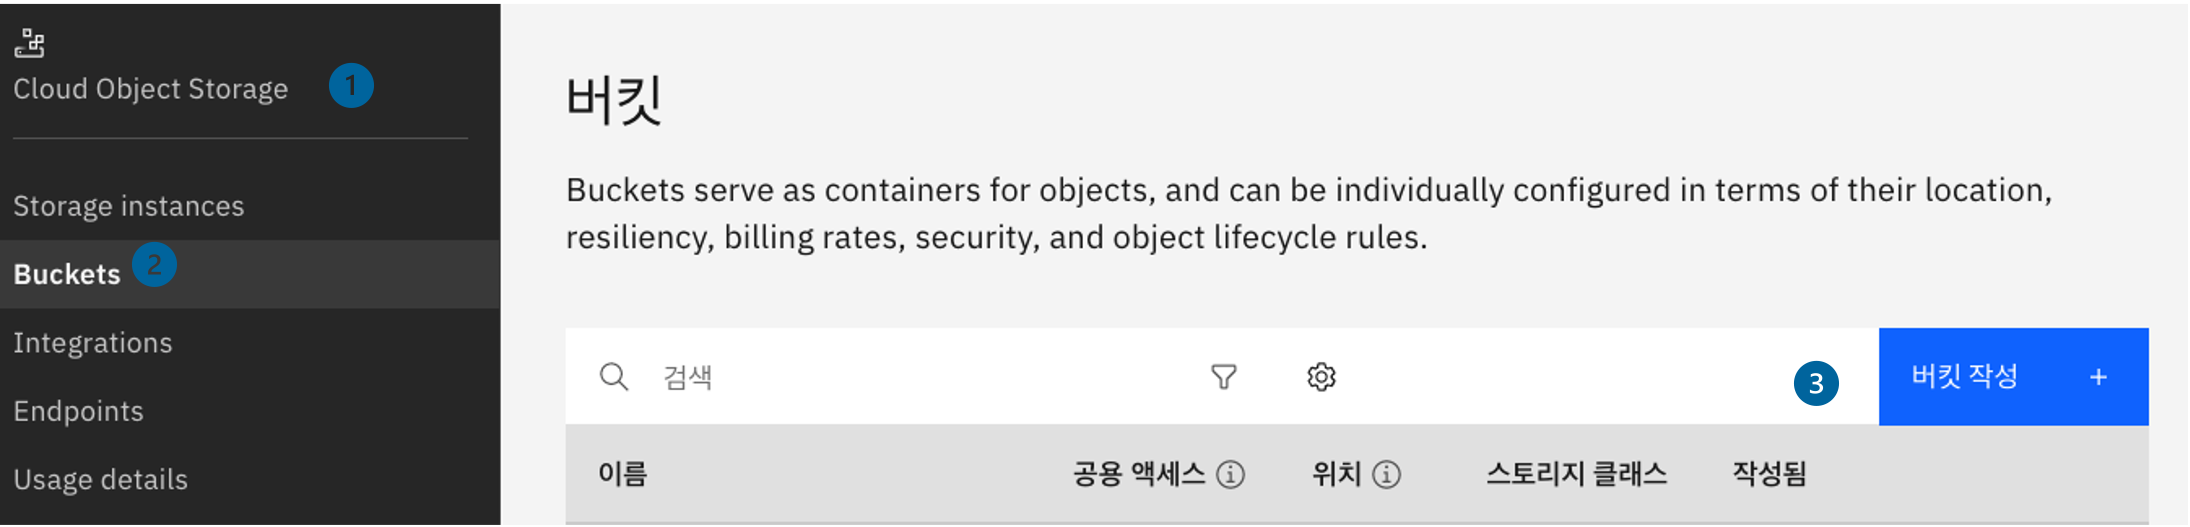 Cloud Object Storage 1
Storage instances
Buckets 2
Integrations
Endpoints
Usage details
버킷
Buckets serve as containers for objects, and can be individually configured in terms of their location,
resiliency, billing rates, security, and object lifecycle rules.
검색 3 버킷 작성 +
이름 공용 액세스 위치 스토리지 클래스 작성됨